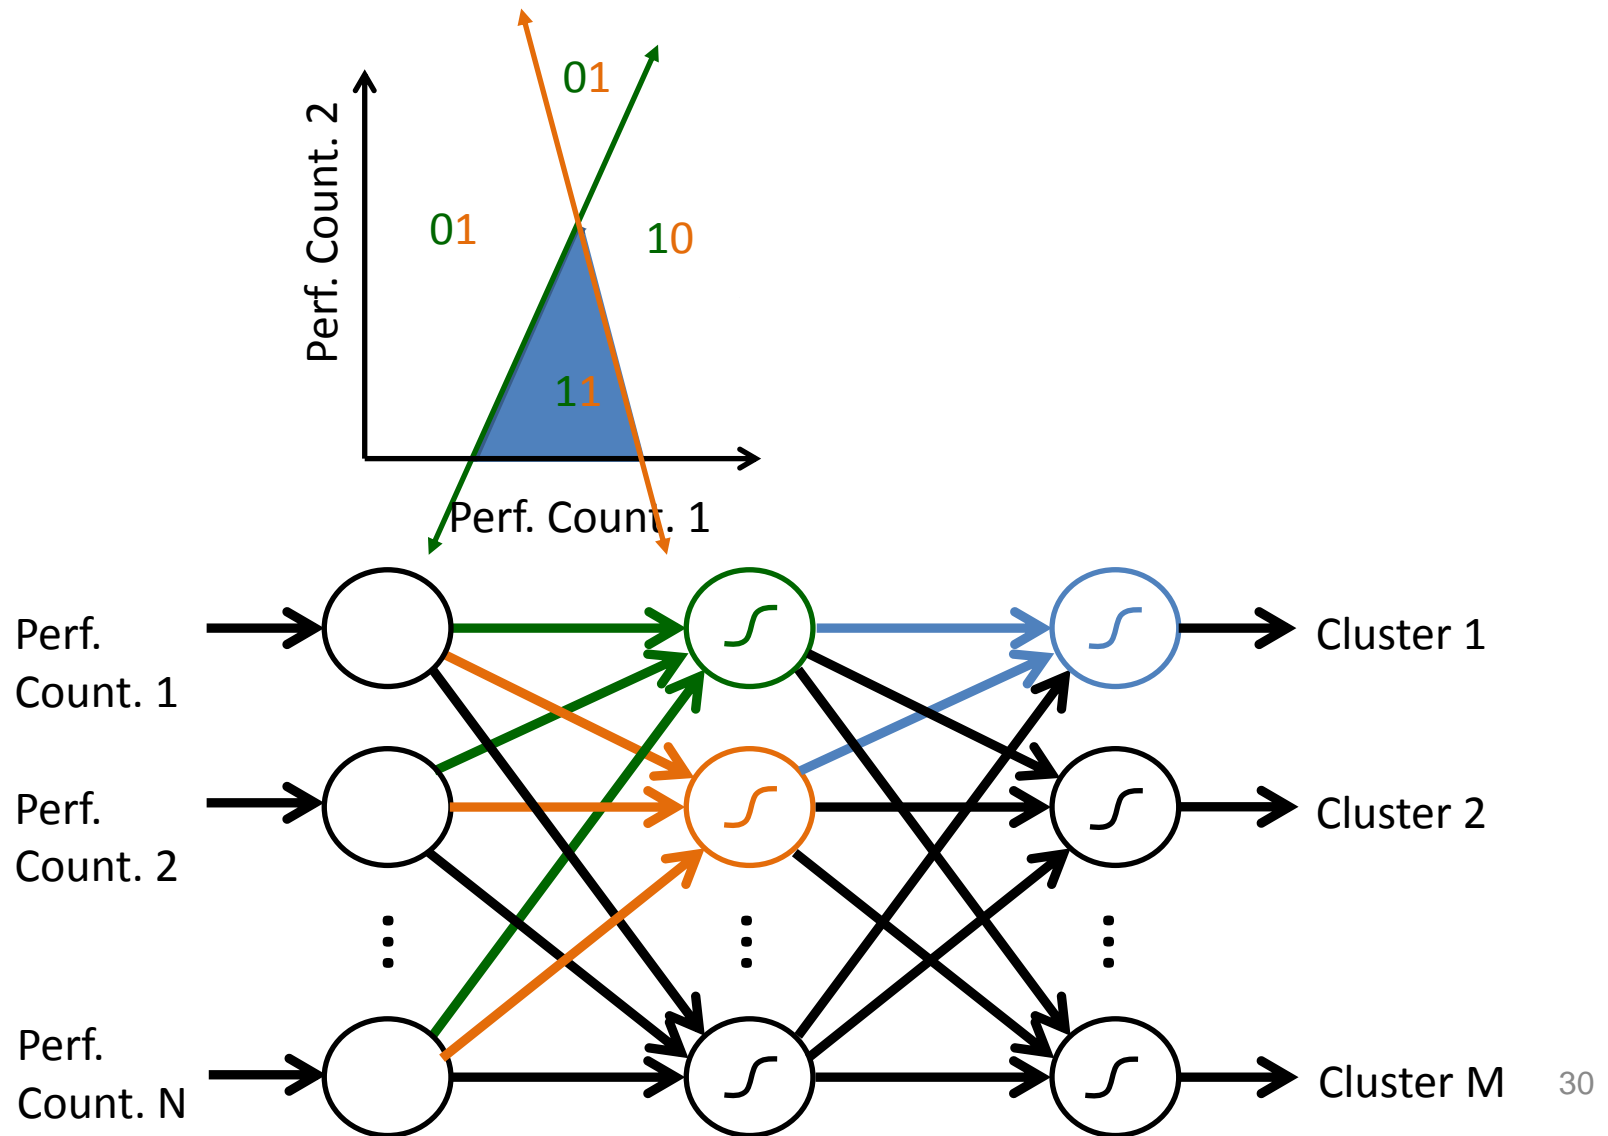 01
Perf. Count. 2
01
10
11
Perf. Count. 1
Perf.
Count. 1
Cluster 1
Perf.
Count. 2
Cluster 2
Perf.
Count. N
Cluster M
30